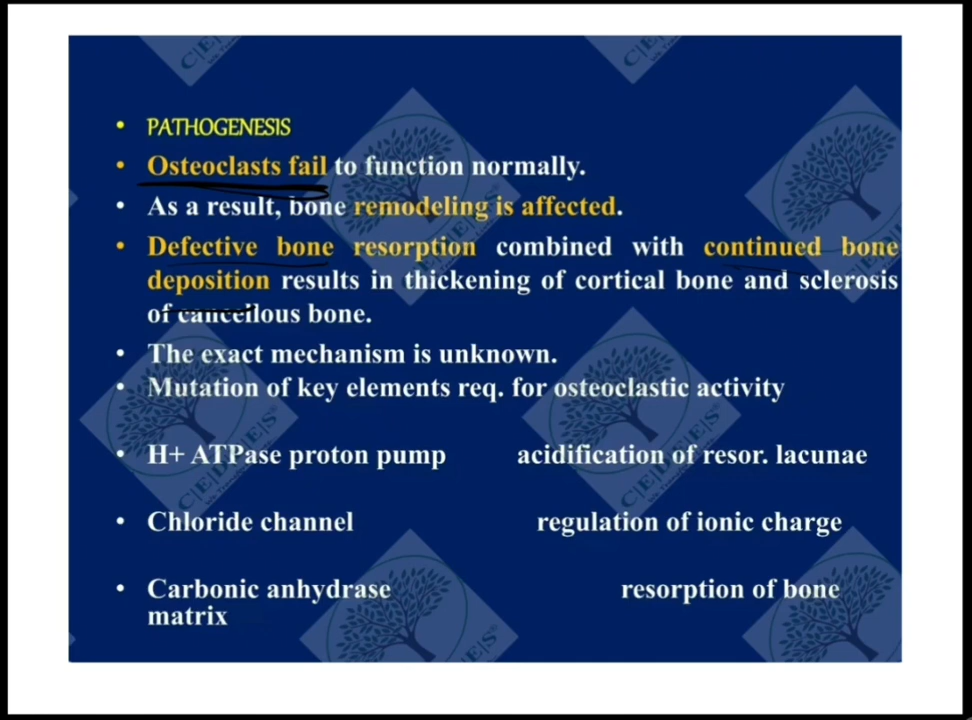 • PATHOGENESIS
• Osteoclasts fail to function normally.
• As a result, bone remodeling is affected.
• Defective bone resorption combined with continued bone
deposition results in thickening of cortical bone and sclerosis
of cancellous bone.
• The exact mechanism is unknown.
• Mutation of key elements req. for osteoclastic activity
• H+ ATPase proton pump acidification of resor. lacunae
• Chloride channel regulation of ionic charge
• Carbonic anhydrase resorption of bone
matrix